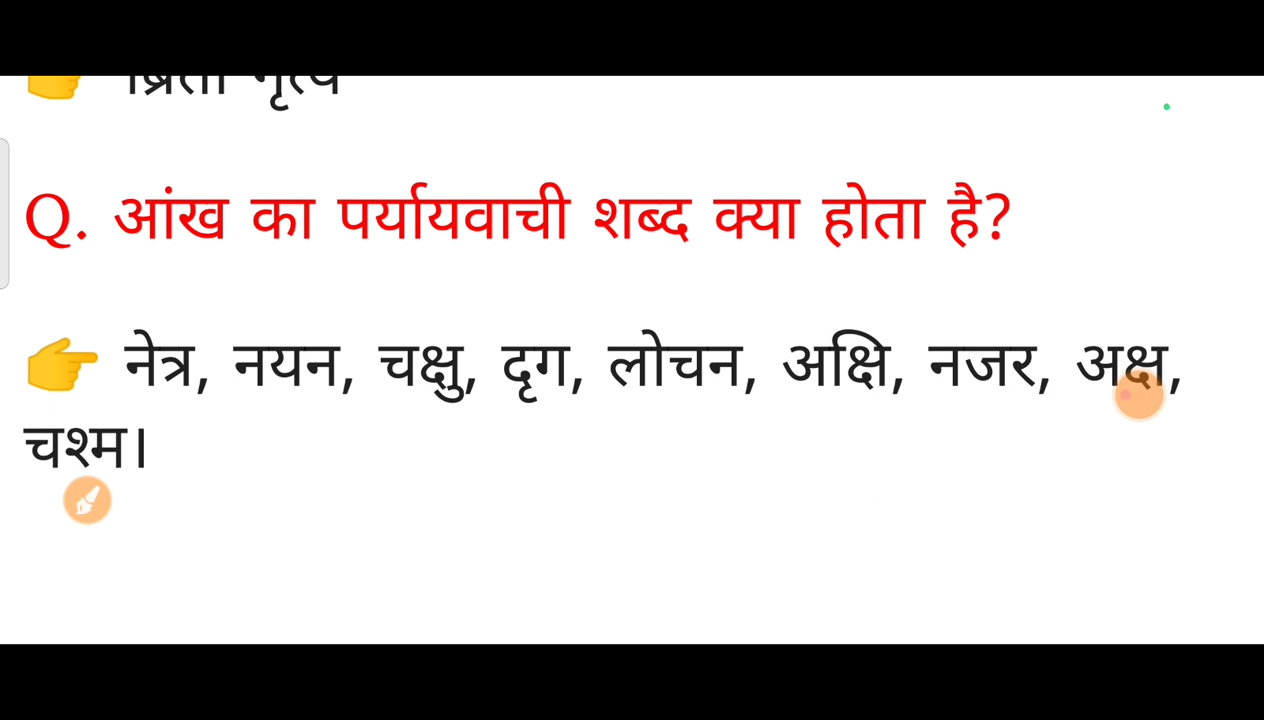 Q. आंख का पर्यायवाची शब्द क्या होता है?
👉 नेत्र, नयन, चक्षु, दृग, लोचन, अक्षि, नजर, अक्ष,
चश्म।